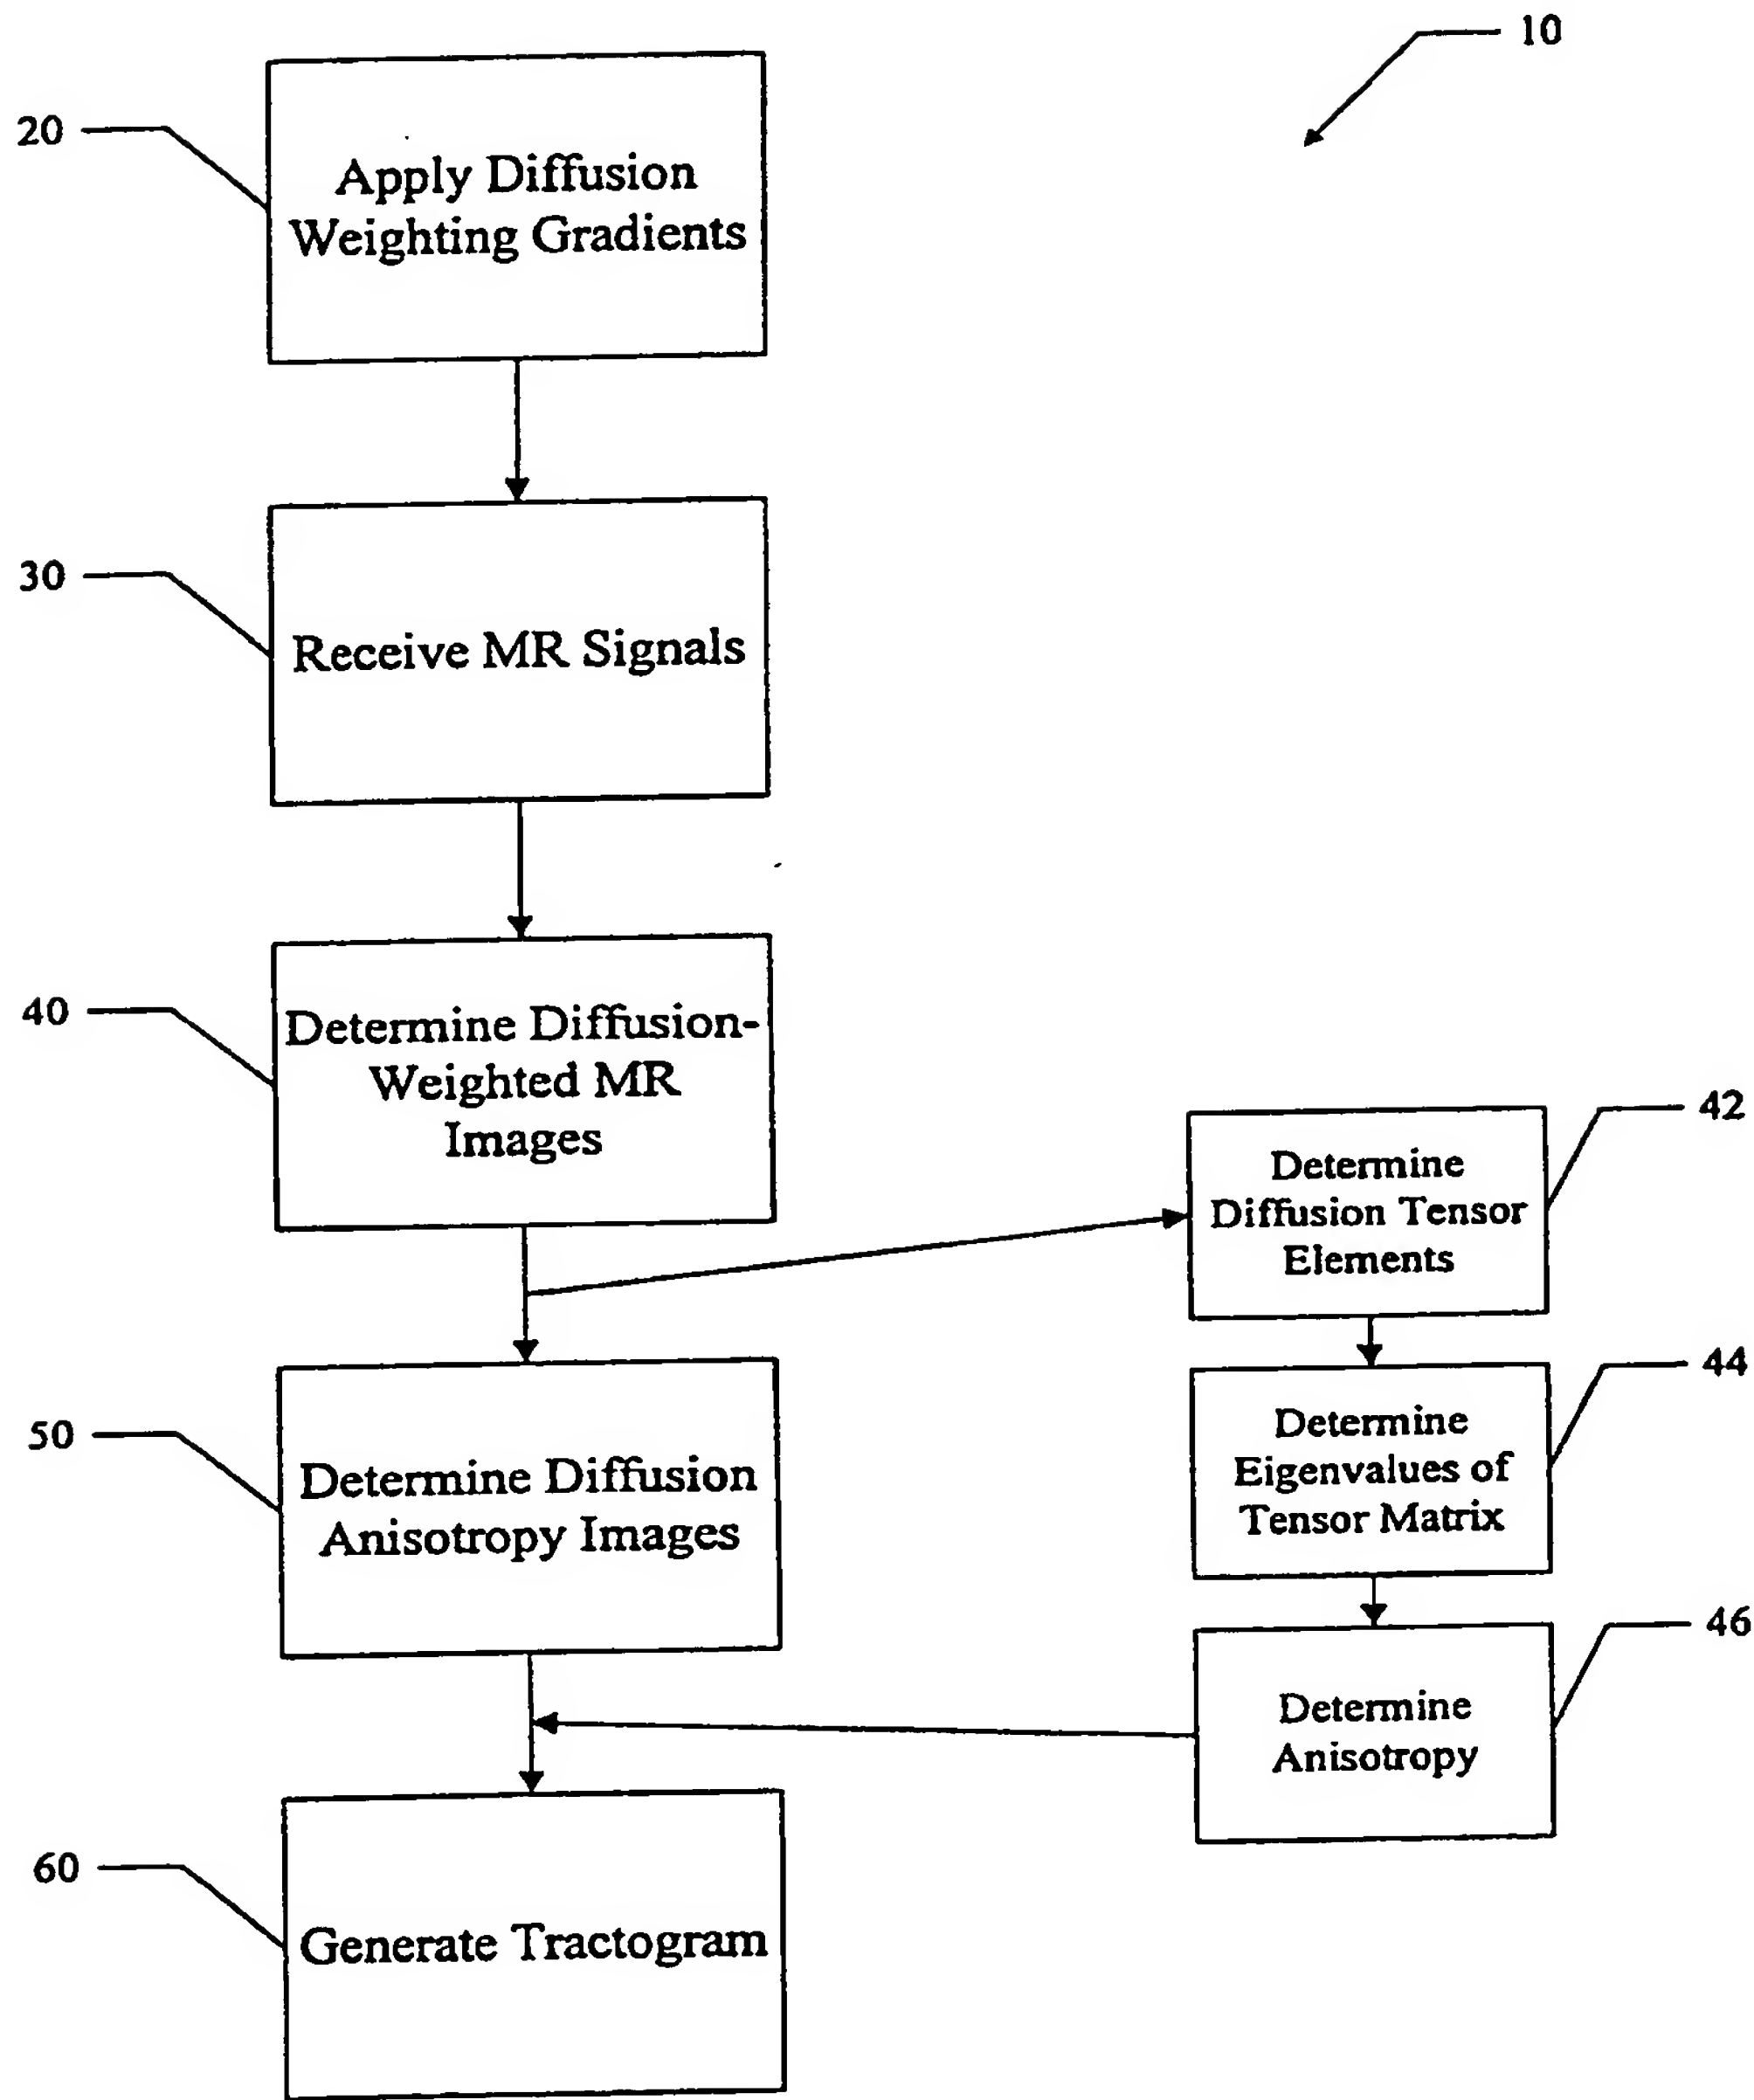 10
20
Apply Diffusion
Weighting Gradients
30
Receive MR Signals
40
Determine Diffusion-
Weighted MR
Images
42
Determine
Diffusion Tensor
Elements
44
Determine
Eigenvalues of
Tensor Matrix
50
Determine Diffusion
Anisotropy Images
46
Determine
Anisotropy
60
Generate Tractogram